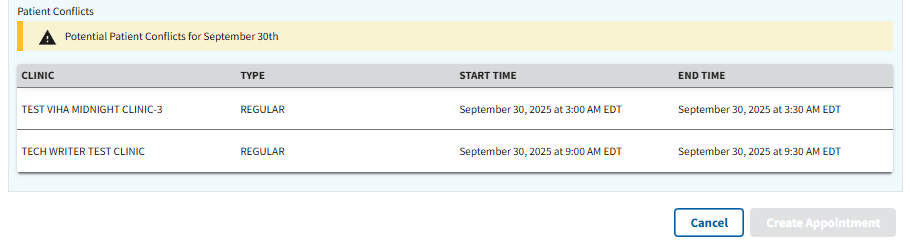 Patient Conflicts
Potential Patient Conflicts for September 30th
CLINIC TYPE START TIME END TIME
TEST VIHA MIDNIGHT CLINIC-3 REGULAR September 30, 2025 at 3:00 AM EDT September 30, 2025 at 3:30 AM EDT
TECH WRITER TEST CLINIC REGULAR September 30, 2025 at 9:00 AM EDT September 30, 2025 at 9:30 AM EDT
Cancel Create Appointment